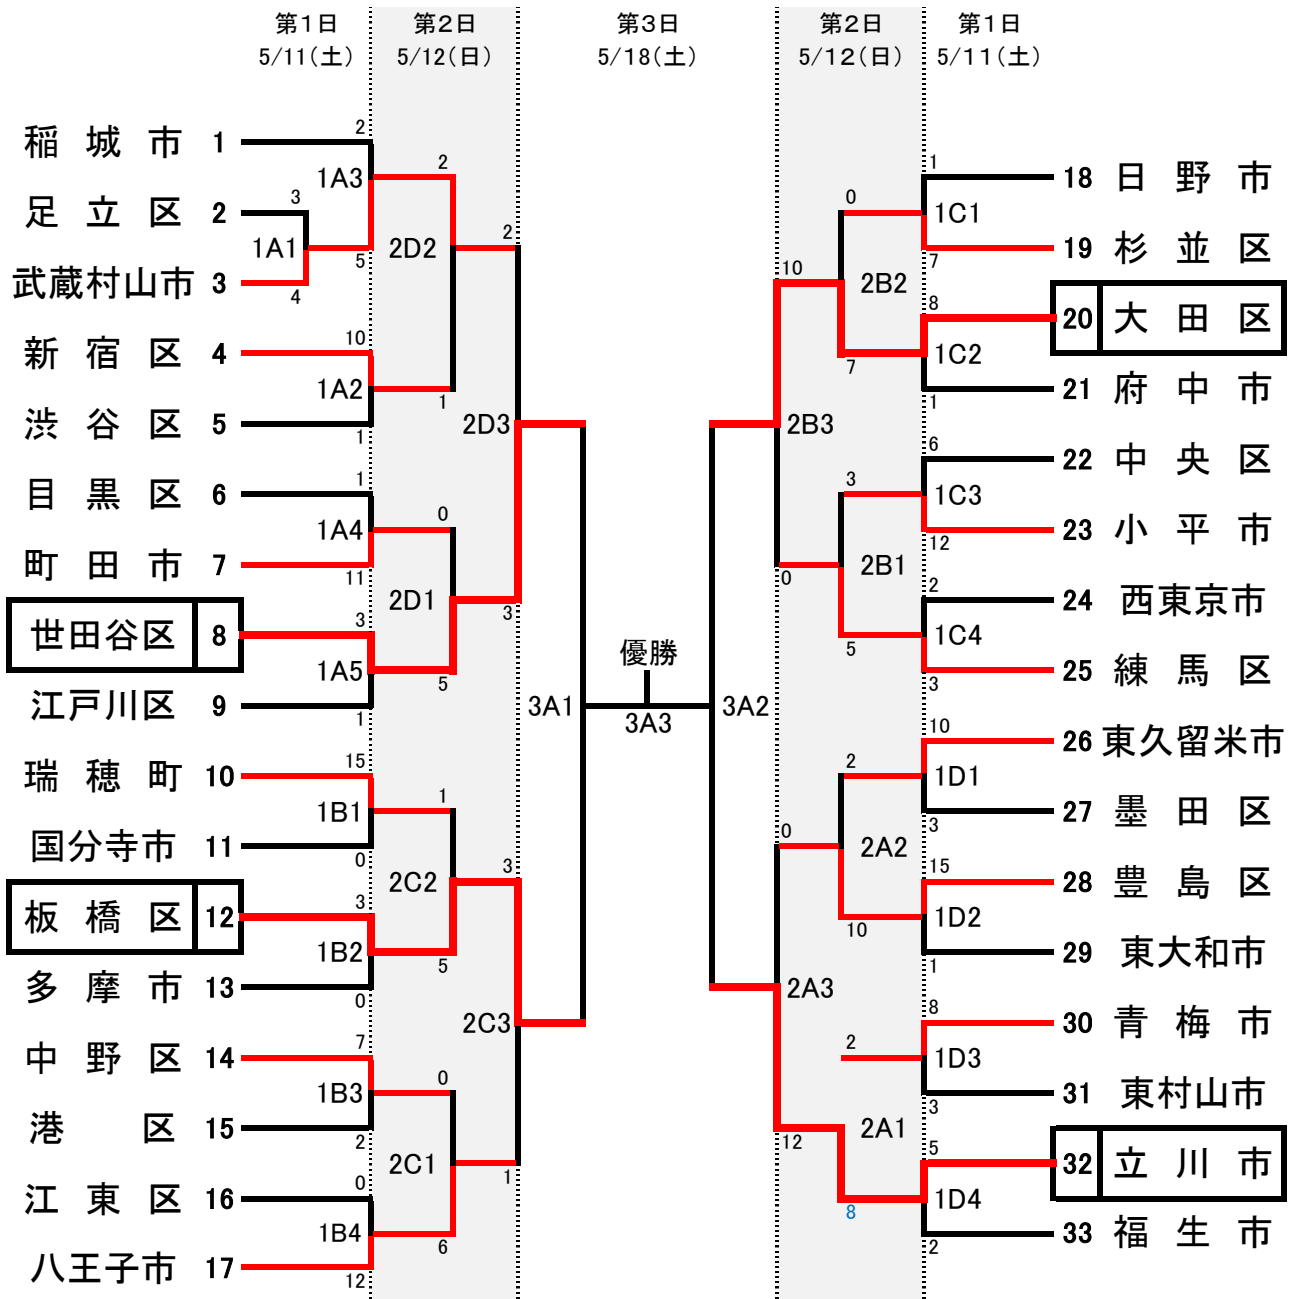 第1日 第2日 第3日 第2日 第1日
5/11(土) 5/12(日) 5/18(土) 5/12(日) 5/11(土)
稲城市 1
足立区 2
武蔵村山市 3
新宿区 4
渋谷区 5
目黒区 6
町田市 7
世田谷区 8
江戸川区 9
瑞穂町 10
国分寺市 11
板橋区 12
多摩市 13
中野区 14
港区 15
江東区 16
八王子市 17
2
1A3
3
1A1
5
4
10
1A2
1
1
1A4
11
3
1A5
1
15
1B1
0
3
1B2
0
7
1B3
2
0
1B4
12
2
2D2
1
0
2D1
5
1
2C2
5
0
2C1
6
2
2D3
3
3
2C3
1
3A1
優勝
3A3
3A2
10
2B3
0
0
2A3
12
0
2B2
7
3
2B1
5
2
2A2
10
2
2A1
8
1
1C1
7
8
1C2
1
6
1C3
12
2
1C4
3
10
1D1
3
15
1D2
1
8
1D3
3
5
1D4
2
18 日野市
19 杉並区
20 大田区
21 府中市
22 中央区
23 小平市
24 西東京市
25 練馬区
26 東久留米市
27 墨田区
28 豊島区
29 東大和市
30 青梅市
31 東村山市
32 立川市
33 福生市